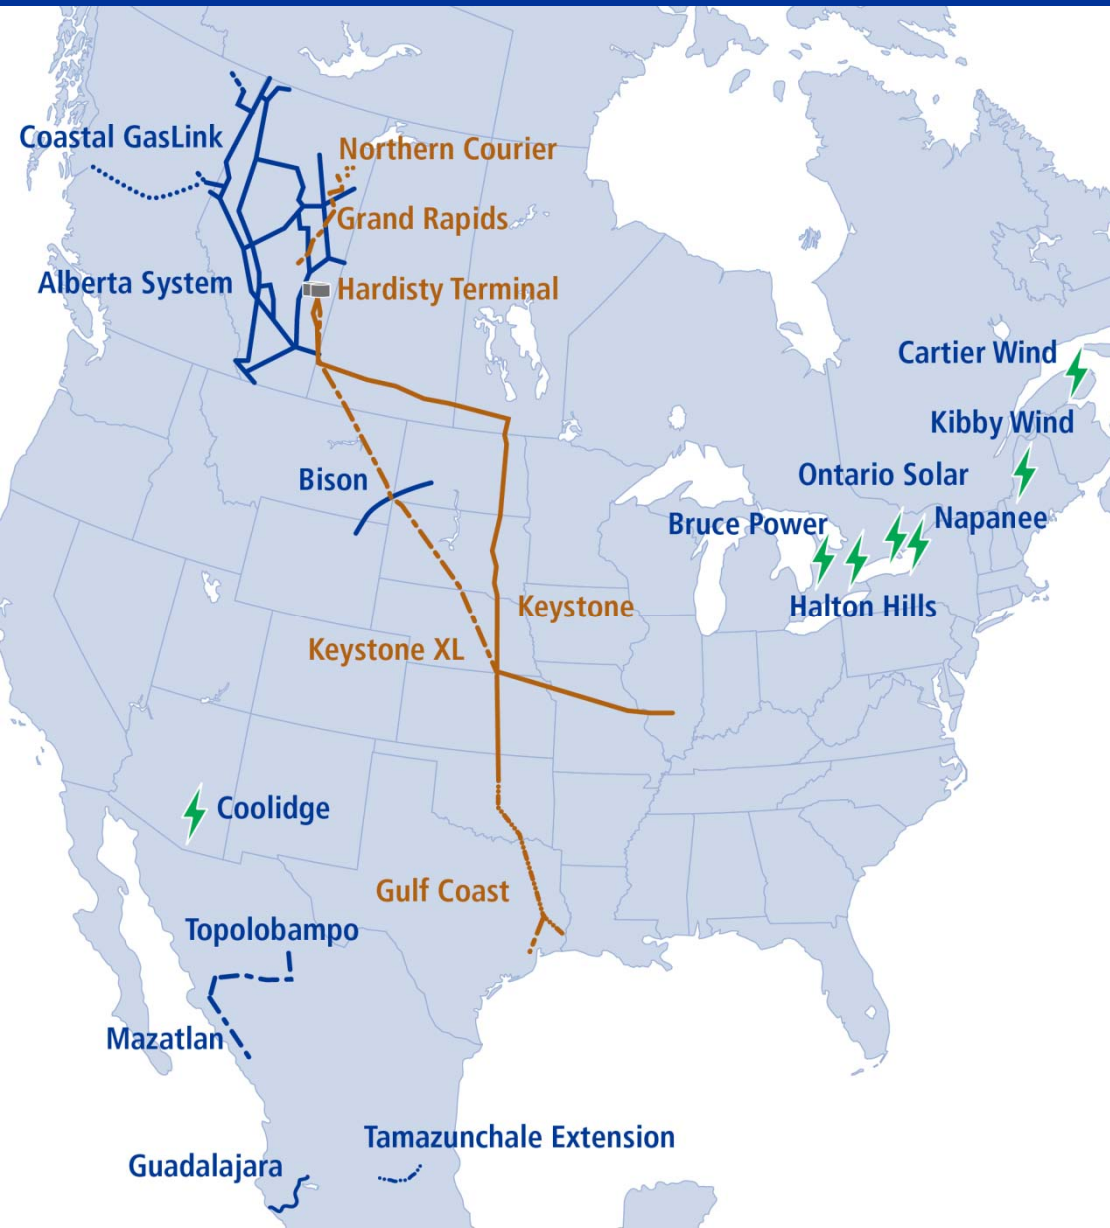 Coastal GasLink
Northern Courier
Grand Rapids
Alberta System
Hardisty Terminal
Cartier Wind
Kibby Wind
Bison
Ontario Solar
Bruce Power
Napanee
Keystone
Halton Hills
Keystone XL
Coolidge
Gulf Coast
Topolobampo
Mazatlan
Tamazunchale Extension
Guadalajara